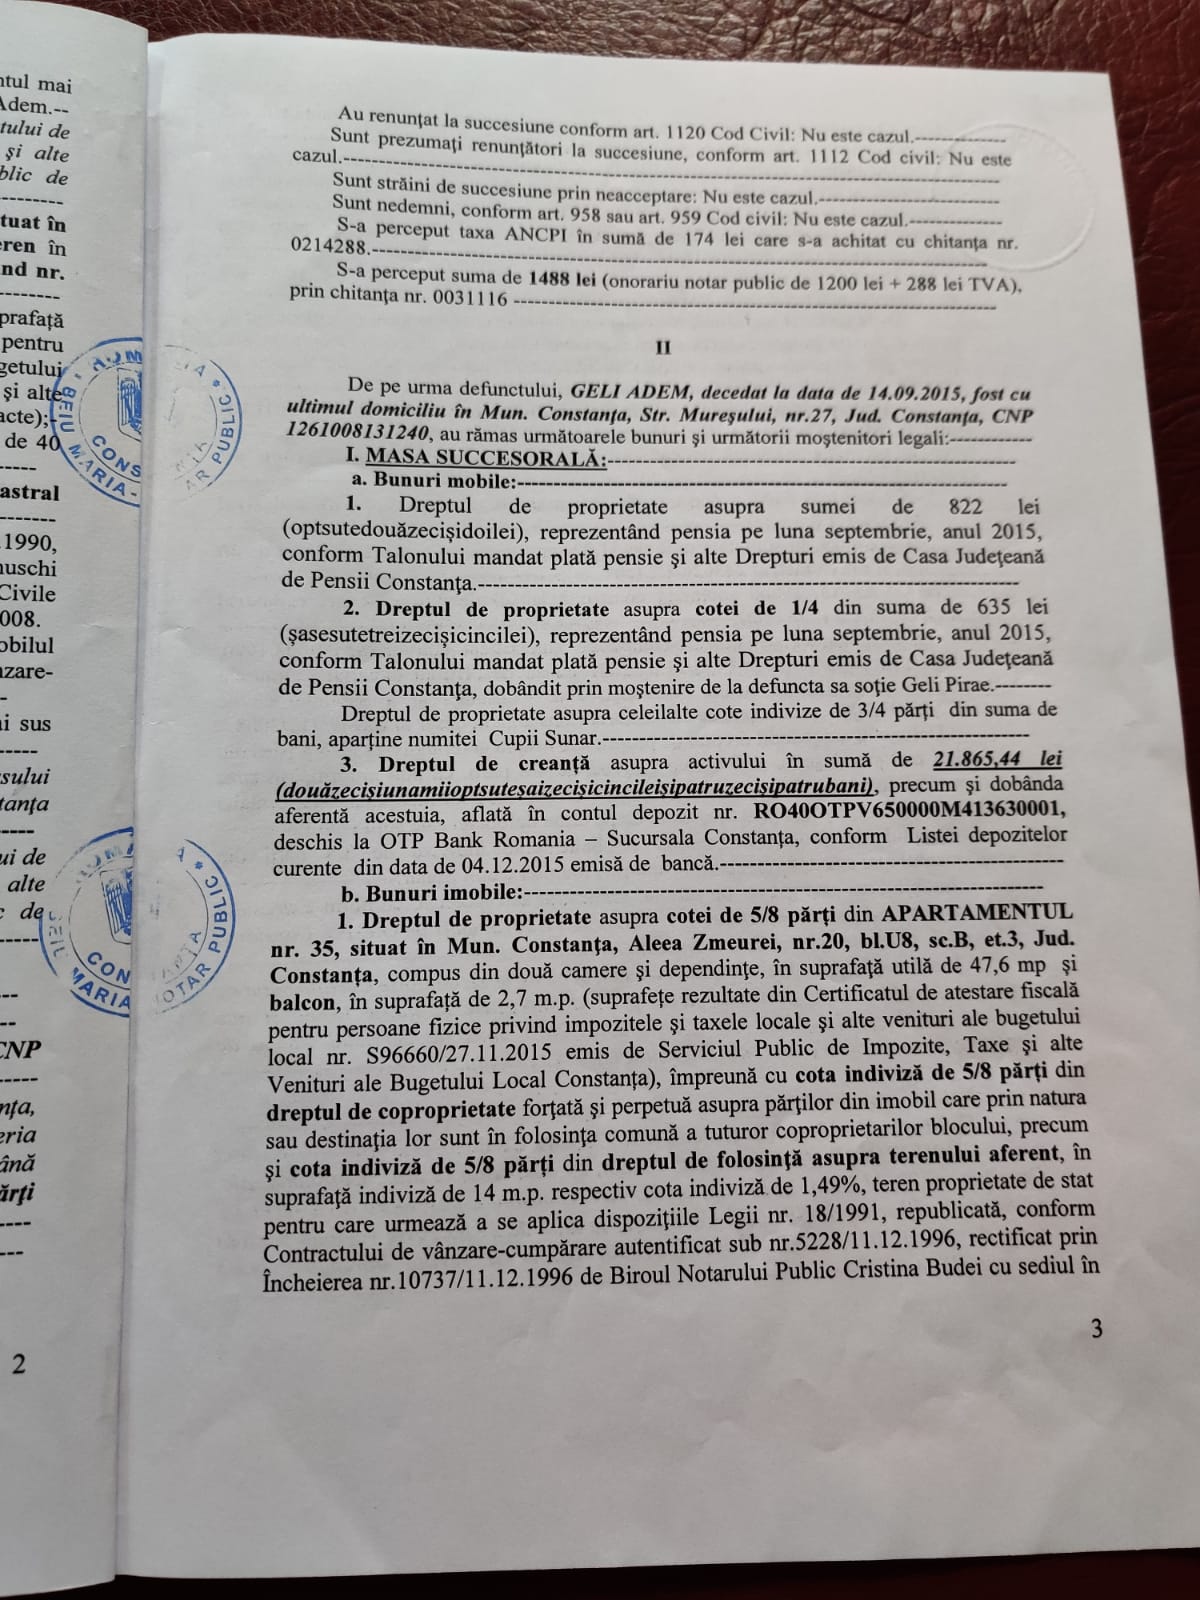 ntul mai
Adem.--
tului de
și alte
blic de
---------
tuat în
eren în
nd nr.
--------
prafață
pentru
getului
și alte
acte);--
de 40
-----
astral
-------
1990,
nuschi
Civile
008.
obilul
nzare-
-
ni sus
-----
sului
tanța
-----
ui de
alte
c de
-----
---
--
CNP
-----
nța,
eria
ână
ărţi
----
---
2
ROMÂNIA * BEIU MARIA- NOTAR PUBLIC * CONSTANȚA
ROMÂNIA * BEIU MARIA NOTAR PUBLIC * CONSTANȚA
Au renunţat la succesiune conform art. 1120 Cod Civil: Nu este cazul.---------------
Sunt prezumaţi renunţători la succesiune, conform art. 1112 Cod civil: Nu este
cazul.--------------------------------------------------------------------------------
Sunt străini de succesiune prin neacceptare: Nu este cazul.----------------------
Sunt nedemni, conform art. 958 sau art. 959 Cod civil: Nu este cazul.-------------
S-a perceput taxa ANCPI în sumă de 174 lei care s-a achitat cu chitanţa nr.
0214288.---------------------------------------------------------------------------
S-a perceput suma de 1488 lei (onorariu notar public de 1200 lei + 288 lei TVA),
prin chitanţa nr. 0031116 -----------------------------------------------------------
II
De pe urma defunctului, GELI ADEM, decedat la data de 14.09.2015, fost cu
ultimul domiciliu în Mun. Constanţa, Str. Mureşului, nr.27, Jud. Constanţa, CNP
1261008131240, au rămas următoarele bunuri şi următorii moştenitori legali:------------
I. MASA SUCCESORALĂ:--------------------------------------------------
a. Bunuri mobile:------------------------------------------------------------
1. Dreptul de proprietate asupra sumei de 822 lei
(optsutedouăzecişidoilei), reprezentând pensia pe luna septembrie, anul 2015,
conform Talonului mandat plată pensie şi alte Drepturi emis de Casa Judeţeană
de Pensii Constanţa.------------------------------------------------------------------
2. Dreptul de proprietate asupra cotei de 1/4 din suma de 635 lei
(şasesutetreizecişicincilei), reprezentând pensia pe luna septembrie, anul 2015,
conform Talonului mandat plată pensie şi alte Drepturi emis de Casa Judeţeană
de Pensii Constanţa, dobândit prin moştenire de la defuncta sa soţie Geli Pirae.--------
Dreptul de proprietate asupra celeilalte cote indivize de 3/4 părţi din suma de
bani, aparţine numitei Cupii Sunar.----------------------------------------------------
3. Dreptul de creanţă asupra activului în sumă de 21.865,44 lei
(douăzecişiunamiioptsuteşaizecişicincileişipatruzecişipatrubani), precum şi dobânda
aferentă acestuia, aflată în contul depozit nr. RO40OTPV650000M413630001,
deschis la OTP Bank Romania – Sucursala Constanţa, conform Listei depozitelor
curente din data de 04.12.2015 emisă de bancă.------------------------------------------
b. Bunuri imobile:----------------------------------------------------------------
1. Dreptul de proprietate asupra cotei de 5/8 părţi din APARTAMENTUL
nr. 35, situat în Mun. Constanţa, Aleea Zmeurei, nr.20, bl.U8, sc.B, et.3, Jud.
Constanţa, compus din două camere şi dependinţe, în suprafaţă utilă de 47,6 mp şi
balcon, în suprafaţă de 2,7 m.p. (suprafeţe rezultate din Certificatul de atestare fiscală
pentru persoane fizice privind impozitele şi taxele locale şi alte venituri ale bugetului
local nr. S96660/27.11.2015 emis de Serviciul Public de Impozite, Taxe şi alte
Venituri ale Bugetului Local Constanţa), împreună cu cota indiviză de 5/8 părţi din
dreptul de coproprietate forţată şi perpetuă asupra părţilor din imobil care prin natura
sau destinaţia lor sunt în folosinţa comună a tuturor coproprietarilor blocului, precum
şi cota indiviză de 5/8 părţi din dreptul de folosinţă asupra terenului aferent, în
suprafaţă indiviză de 14 m.p. respectiv cota indiviză de 1,49%, teren proprietate de stat
pentru care urmează a se aplica dispoziţiile Legii nr. 18/1991, republicată, conform
Contractului de vânzare-cumpărare autentificat sub nr.5228/11.12.1996, rectificat prin
Încheierea nr.10737/11.12.1996 de Biroul Notarului Public Cristina Budei cu sediul în
3